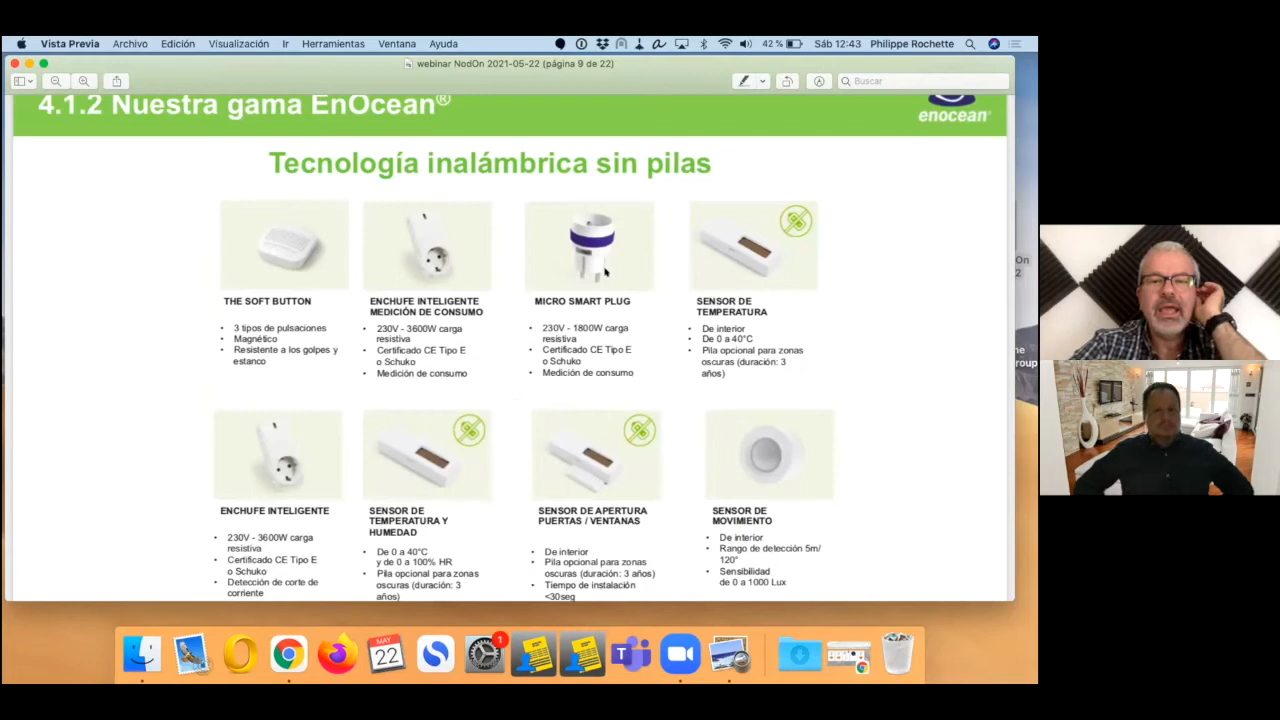 Vista Previa Archivo Edición Visualización Ir Herramientas Ventana Ayuda
42 % Sáb 12:43 Philippe Rochette
webinar NodOn 2021-05-22 (página 9 de 22)
Buscar
4.1.2 Nuestra gama EnOcean®
enocean®
Tecnología inalámbrica sin pilas
THE SOFT BUTTON
• 3 tipos de pulsaciones
• Magnético
• Resistente a los golpes y
estanco
ENCHUFE INTELIGENTE
MEDICIÓN DE CONSUMO
• 230V - 3600W carga
resistiva
• Certificado CE Tipo E
o Schuko
• Medición de consumo
MICRO SMART PLUG
• 230V - 1800W carga
resistiva
• Certificado CE Tipo E
o Schuko
• Medición de consumo
SENSOR DE
TEMPERATURA
• De interior
• De 0 a 40°C
• Pila opcional para zonas
oscuras (duración: 3
años)
ENCHUFE INTELIGENTE
• 230V - 3600W carga
resistiva
• Certificado CE Tipo E
o Schuko
• Detección de corte de
corriente
SENSOR DE
TEMPERATURA Y
HUMEDAD
• De 0 a 40°C
y de 0 a 100% HR
• Pila opcional para zonas
oscuras (duración: 3
años)
SENSOR DE APERTURA
PUERTAS / VENTANAS
• De interior
• Pila opcional para zonas
oscuras (duración: 3 años)
• Tiempo de instalación
<30seg
SENSOR DE
MOVIMIENTO
• De interior
• Rango de detección 5m/
120°
• Sensibilidad
de 0 a 1000 Lux
On
2
me
roup
MAY
22
1